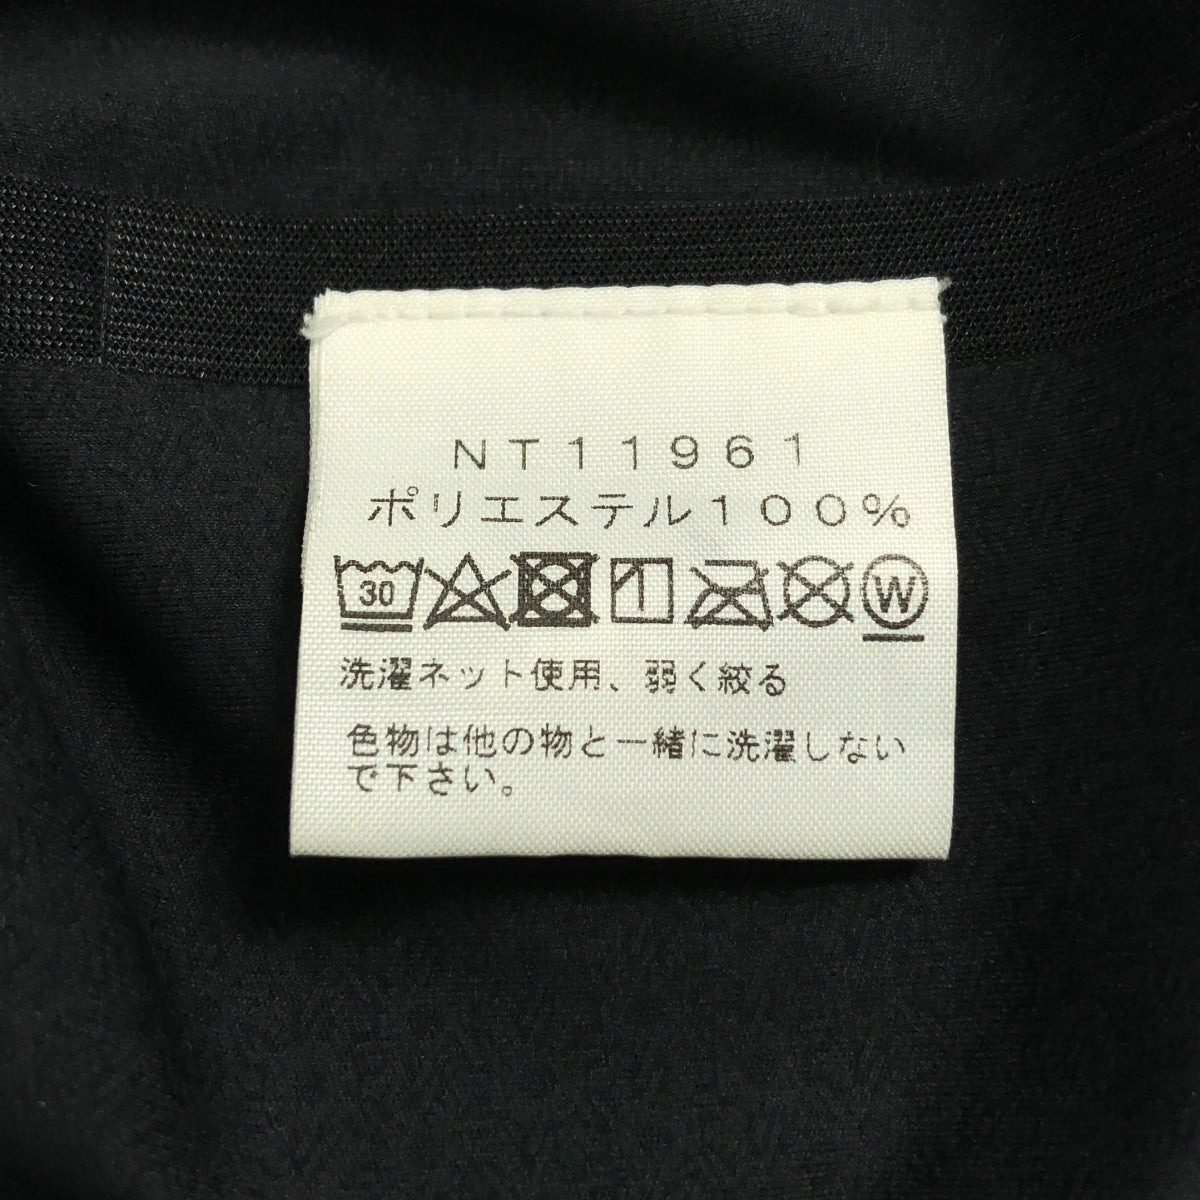 ＮＴ１１９６１
ポリエステル１００％
30 W
洗濯ネット使用、弱く絞る
色物は他の物と一緒に洗濯しない
で下さい。